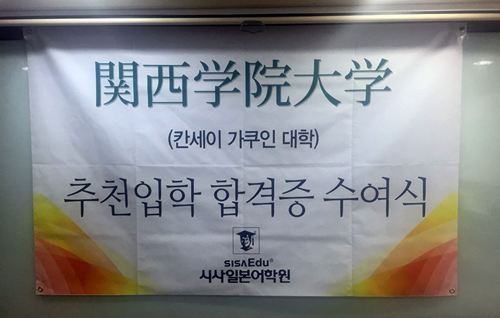 関西学院大学
(칸세이 가쿠인 대학)
추천입학 합격증 수여식
SISAEdu®
시사일본어학원